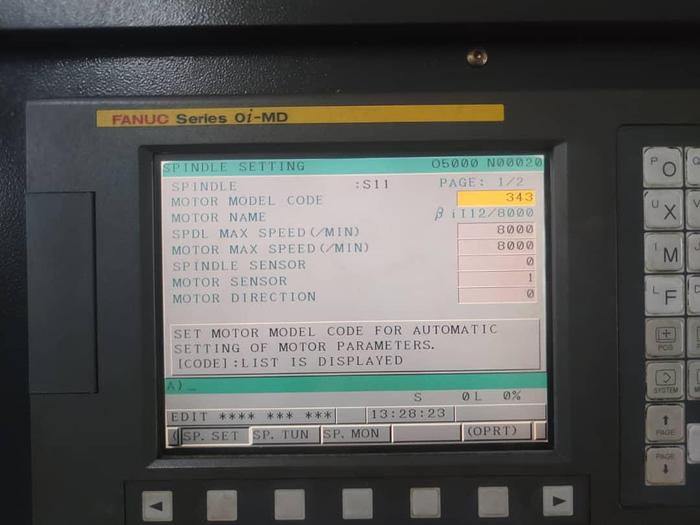 FANUC Series 0i-MD
SPINDLE SETTING O5000 N00020
SPINDLE :S11 PAGE: 1/2
MOTOR MODEL CODE 343
MOTOR NAME β iI12/8000
SPDL MAX SPEED(/MIN) 8000
MOTOR MAX SPEED(/MIN) 8000
SPINDLE SENSOR 0
MOTOR SENSOR 1
MOTOR DIRECTION 0
SET MOTOR MODEL CODE FOR AUTOMATIC
SETTING OF MOTOR PARAMETERS.
[CODE]:LIST IS DISPLAYED
A)_
S 0L 0%
EDIT **** *** *** 13:28:23
(SP. SET SP. TUN SP. MON (OPRT)
P O
U X
I M
L F
POS
SYSTEM
PAGE
PAGE